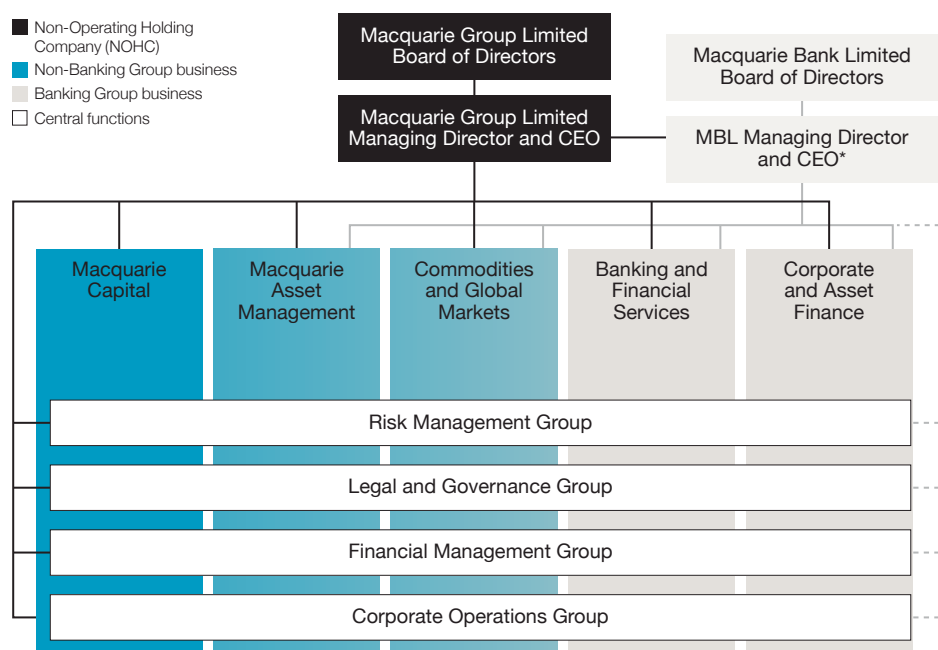 Non-Operating Holding
Company (NOHC)
Non-Banking Group business
Banking Group business
Central functions
Macquarie Group Limited
Board of Directors
Macquarie Bank Limited
Board of Directors
Macquarie Group Limited
Managing Director and CEO
MBL Managing Director
and CEO*
Macquarie
Capital
Macquarie
Asset
Management
Commodities
and Global
Markets
Banking and
Financial
Services
Corporate
and Asset
Finance
Risk Management Group
Legal and Governance Group
Financial Management Group
Corporate Operations Group